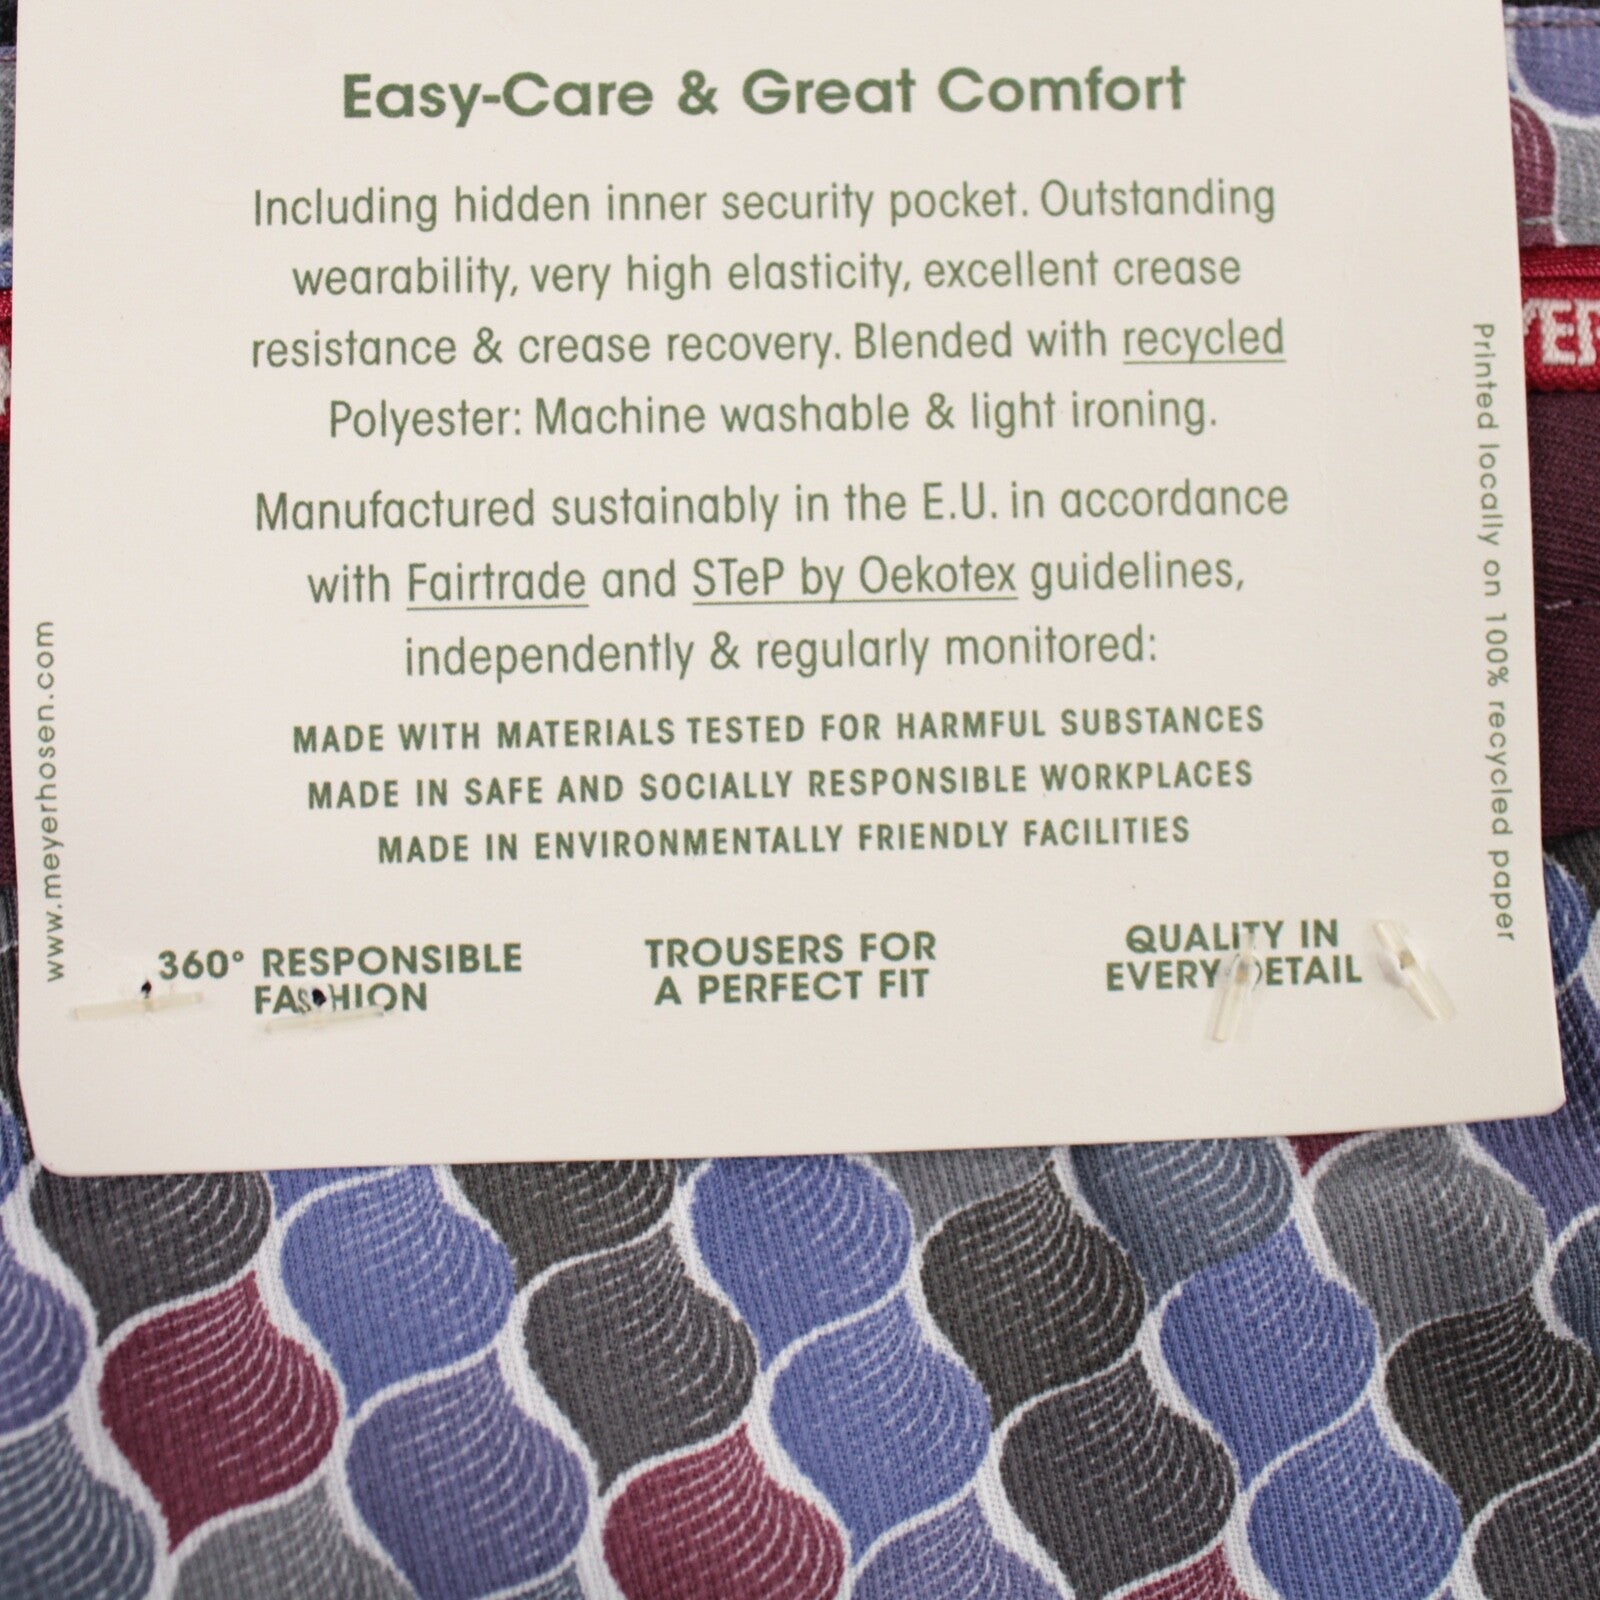 Easy-Care & Great Comfort
Including hidden inner security pocket. Outstanding
wearability, very high elasticity, excellent crease
resistance & crease recovery. Blended with recycled
Polyester: Machine washable & light ironing.
Manufactured sustainably in the E.U. in accordance
with Fairtrade and STeP by Oekotex guidelines,
independently & regularly monitored:
MADE WITH MATERIALS TESTED FOR HARMFUL SUBSTANCES
MADE IN SAFE AND SOCIALLY RESPONSIBLE WORKPLACES
MADE IN ENVIRONMENTALLY FRIENDLY FACILITIES
360° RESPONSIBLE
FASHION
TROUSERS FOR
A PERFECT FIT
QUALITY IN
EVERY DETAIL
www.meyerhosen.com
Printed locally on 100% recycled paper